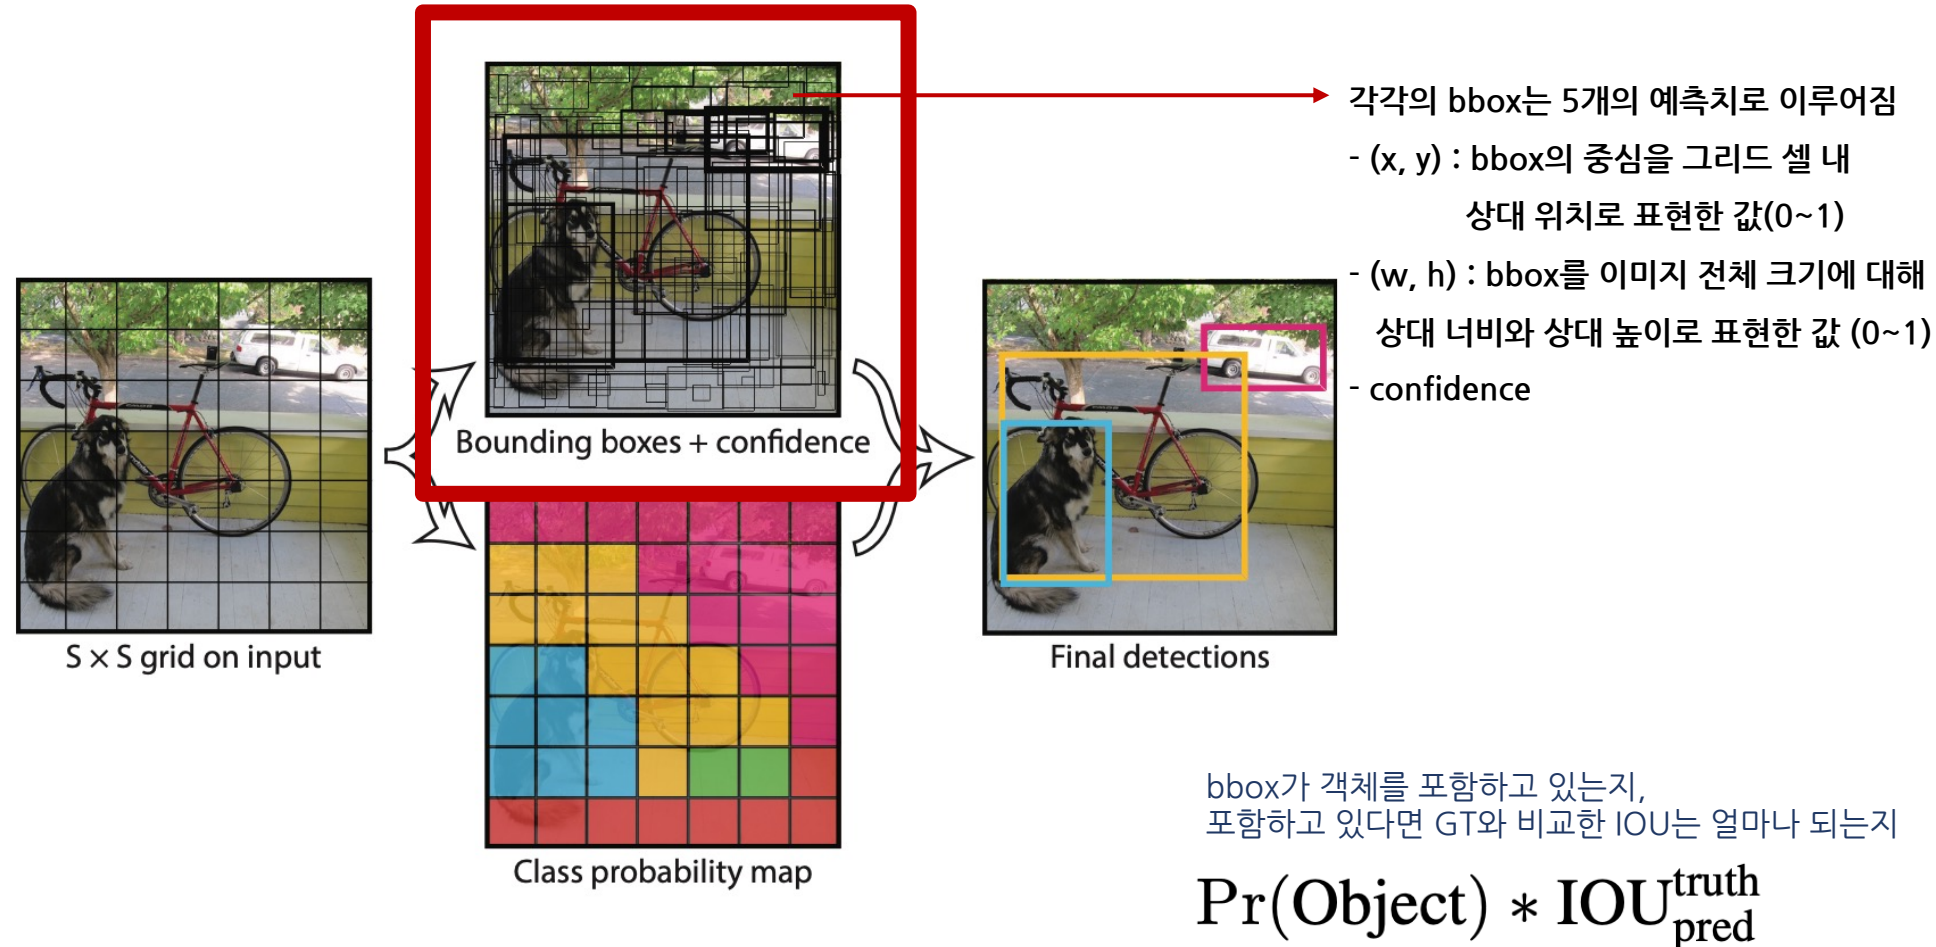 각각의 bbox는 5개의 예측치로 이루어짐
- (x, y) : bbox의 중심을 그리드 셀 내
상대 위치로 표현한 값(0~1)
- (w, h) : bbox를 이미지 전체 크기에 대해
상대 너비와 상대 높이로 표현한 값 (0~1)
- confidence
Bounding boxes + confidence
S × S grid on input
Final detections
Class probability map
bbox가 객체를 포함하고 있는지,
포함하고 있다면 GT와 비교한 IOU는 얼마나 되는지
Pr(Object) * IOU^truth_pred